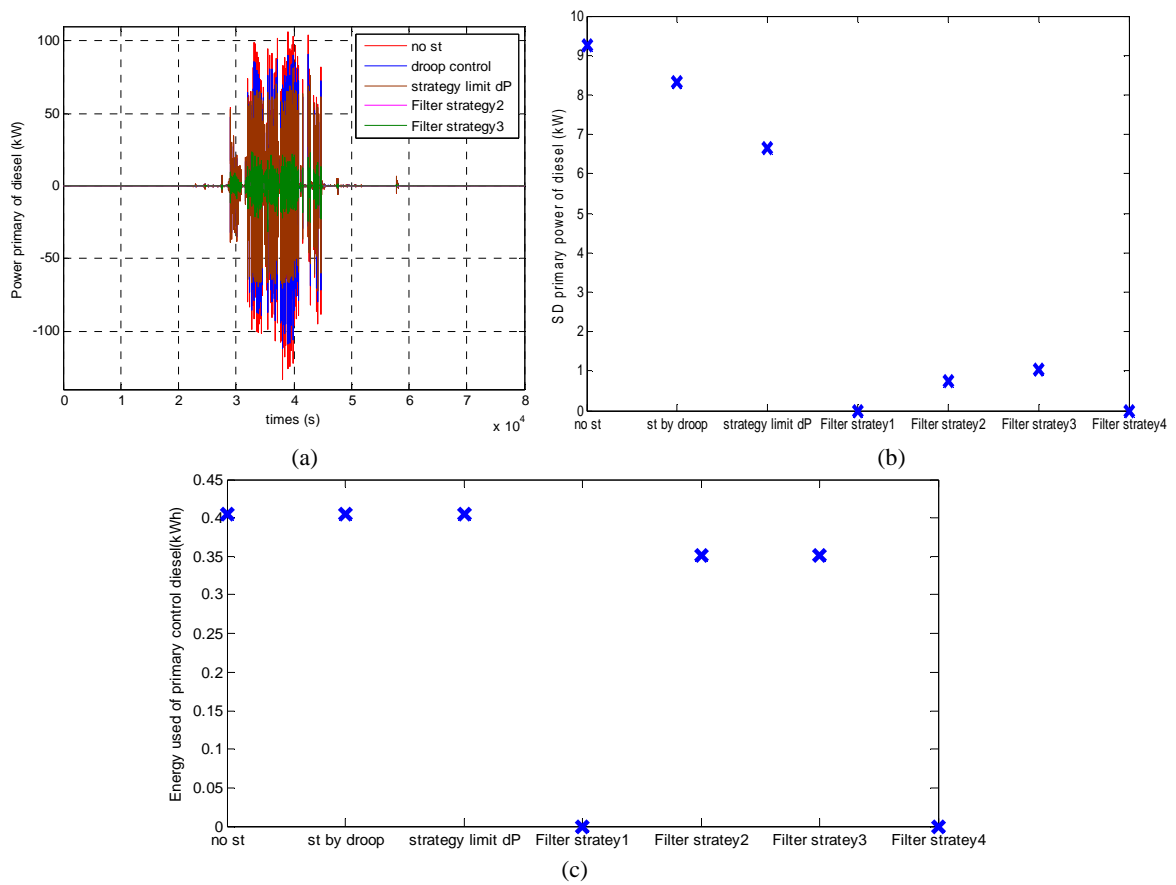 100
50
0
-50
-100
Power primary of diesel (kW)
no st
droop control
strategy limit dP
Filter strategy2
Filter strategy3
0 1 2 3 4 5 6 7 80
times (s)
x 10^4
(a)
10
9
8
7
6
5
4
3
2
1
0
SD primary power of diesel (kW)
no st st by droop strategy limit dP Filter stratey1 Filter stratey2 Filter stratey3 Filter stratey4
(b)
0.45
0.4
0.35
0.3
0.25
0.2
0.15
0.1
0.05
0
Energy used of primary control diesel(kWh)
no st st by droop strategy limit dP Filter stratey1 Filter stratey2 Filter stratey3 Filter stratey4
(c)